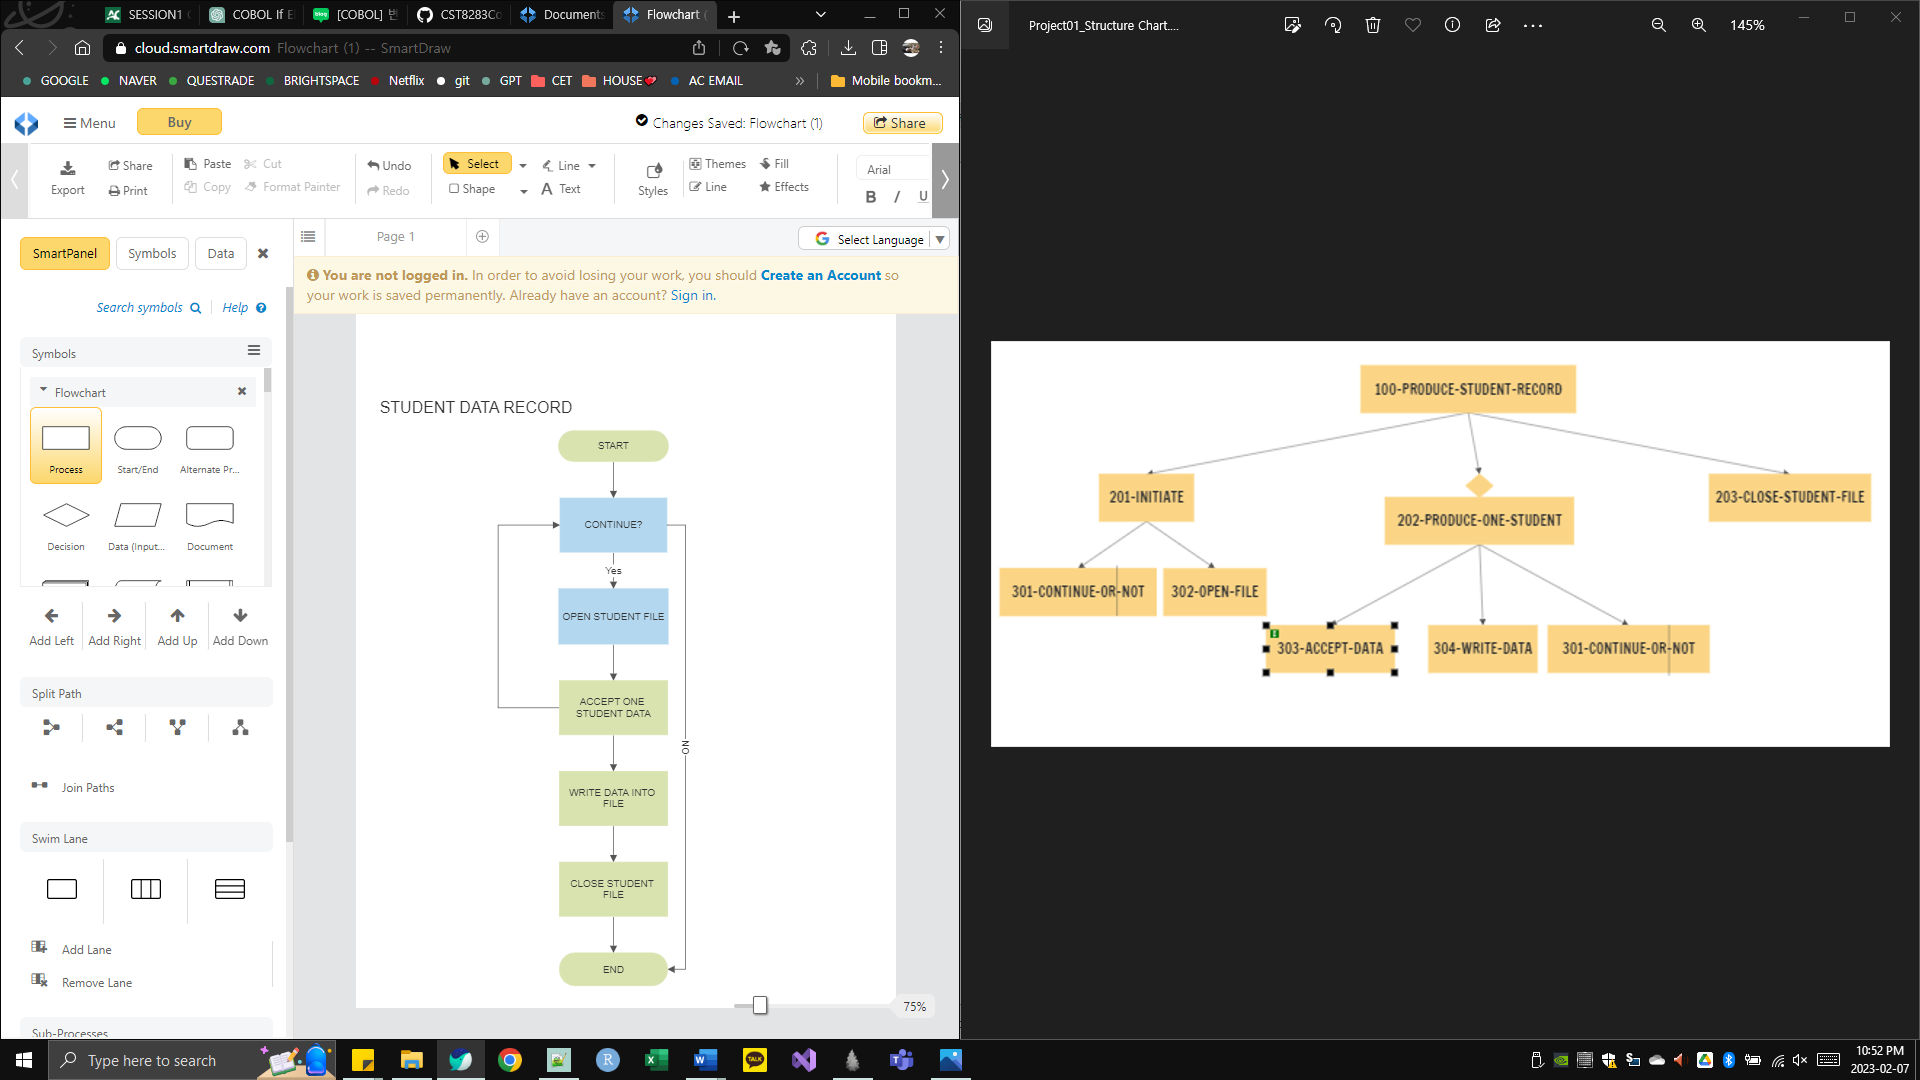 SESSION1
COBOL If E
[COBOL] 반
CST8283Co
Documents
Flowchart (
cloud.smartdraw.com Flowchart (1) -- SmartDraw
GOOGLE
NAVER
QUESTRADE
BRIGHTSPACE
Netflix
git
GPT
CET
HOUSE
AC EMAIL
»
Mobile bookm...
Menu
Buy
Changes Saved: Flowchart (1)
Share
Export
Share
Print
Paste
Cut
Copy
Format Painter
Undo
Redo
Select
Shape
Line
A Text
Styles
Themes
Fill
Line
Effects
Arial
B I U
SmartPanel
Symbols
Data
Search symbols
Help
Symbols
Flowchart
Process
Start/End
Alternate Pr...
Decision
Data (Input...
Document
Add Left
Add Right
Add Up
Add Down
Split Path
Join Paths
Swim Lane
Add Lane
Remove Lane
Sub-Processes
Page 1
Select Language
You are not logged in. In order to avoid losing your work, you should Create an Account so
your work is saved permanently. Already have an account? Sign in.
STUDENT DATA RECORD
START
CONTINUE?
Yes
OPEN STUDENT FILE
ACCEPT ONE
STUDENT DATA
NO
WRITE DATA INTO
FILE
CLOSE STUDENT
FILE
END
75%
Project01_Structure Chart....
145%
100-PRODUCE-STUDENT-RECORD
201-INITIATE
202-PRODUCE-ONE-STUDENT
203-CLOSE-STUDENT-FILE
301-CONTINUE-OR-NOT
302-OPEN-FILE
303-ACCEPT-DATA
304-WRITE-DATA
301-CONTINUE-OR-NOT
Type here to search
TALK
10:52 PM
2023-02-07